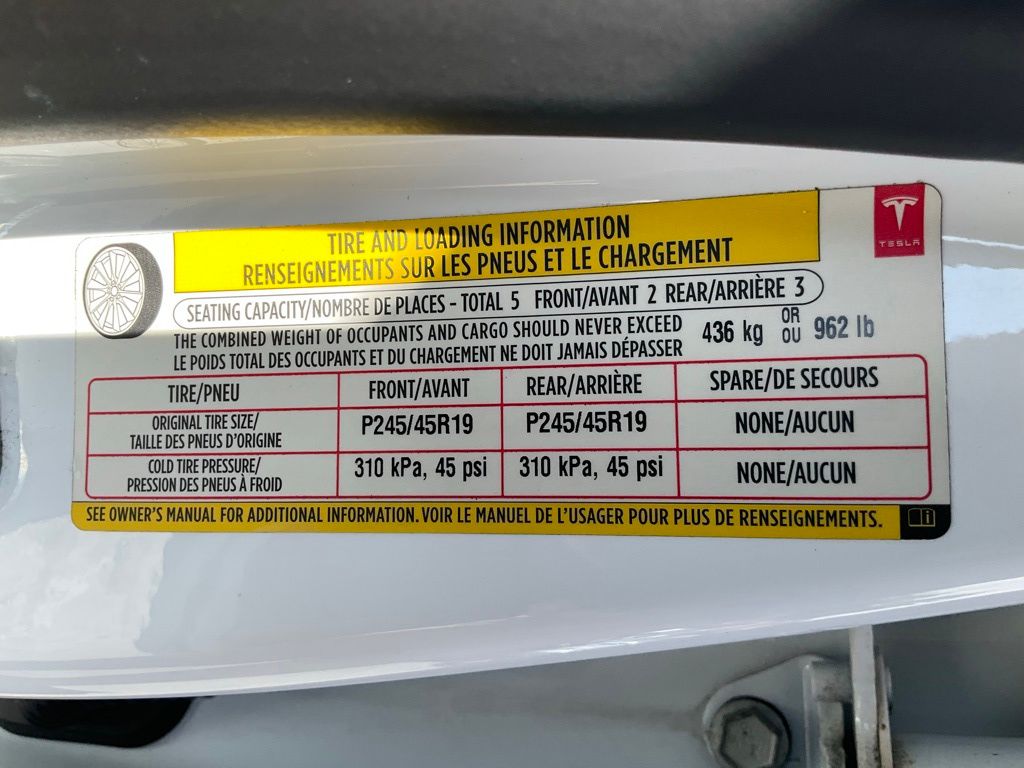 TIRE AND LOADING INFORMATION
RENSEIGNEMENTS SUR LES PNEUS ET LE CHARGEMENT
TESLA
SEATING CAPACITY/NOMBRE DE PLACES - TOTAL 5 FRONT/AVANT 2 REAR/ARRIÈRE 3
THE COMBINED WEIGHT OF OCCUPANTS AND CARGO SHOULD NEVER EXCEED
LE POIDS TOTAL DES OCCUPANTS ET DU CHARGEMENT NE DOIT JAMAIS DÉPASSER
436 kg OR OU 962 lb
TIRE/PNEU FRONT/AVANT REAR/ARRIÈRE SPARE/DE SECOURS
ORIGINAL TIRE SIZE/
TAILLE DES PNEUS D'ORIGINE
P245/45R19 P245/45R19 NONE/AUCUN
COLD TIRE PRESSURE/
PRESSION DES PNEUS À FROID
310 kPa, 45 psi 310 kPa, 45 psi NONE/AUCUN
SEE OWNER'S MANUAL FOR ADDITIONAL INFORMATION. VOIR LE MANUEL DE L'USAGER POUR PLUS DE RENSEIGNEMENTS.